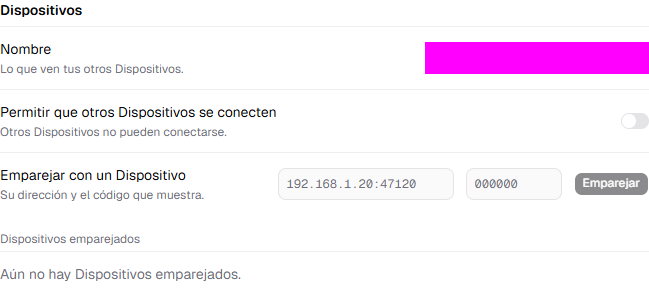 Dispositivos
Nombre
Lo que ven tus otros Dispositivos.
Permitir que otros Dispositivos se conecten
Otros Dispositivos no pueden conectarse.
Emparejar con un Dispositivo
Su dirección y el código que muestra.
192.168.1.20:47120
000000
Emparejar
Dispositivos emparejados
Aún no hay Dispositivos emparejados.